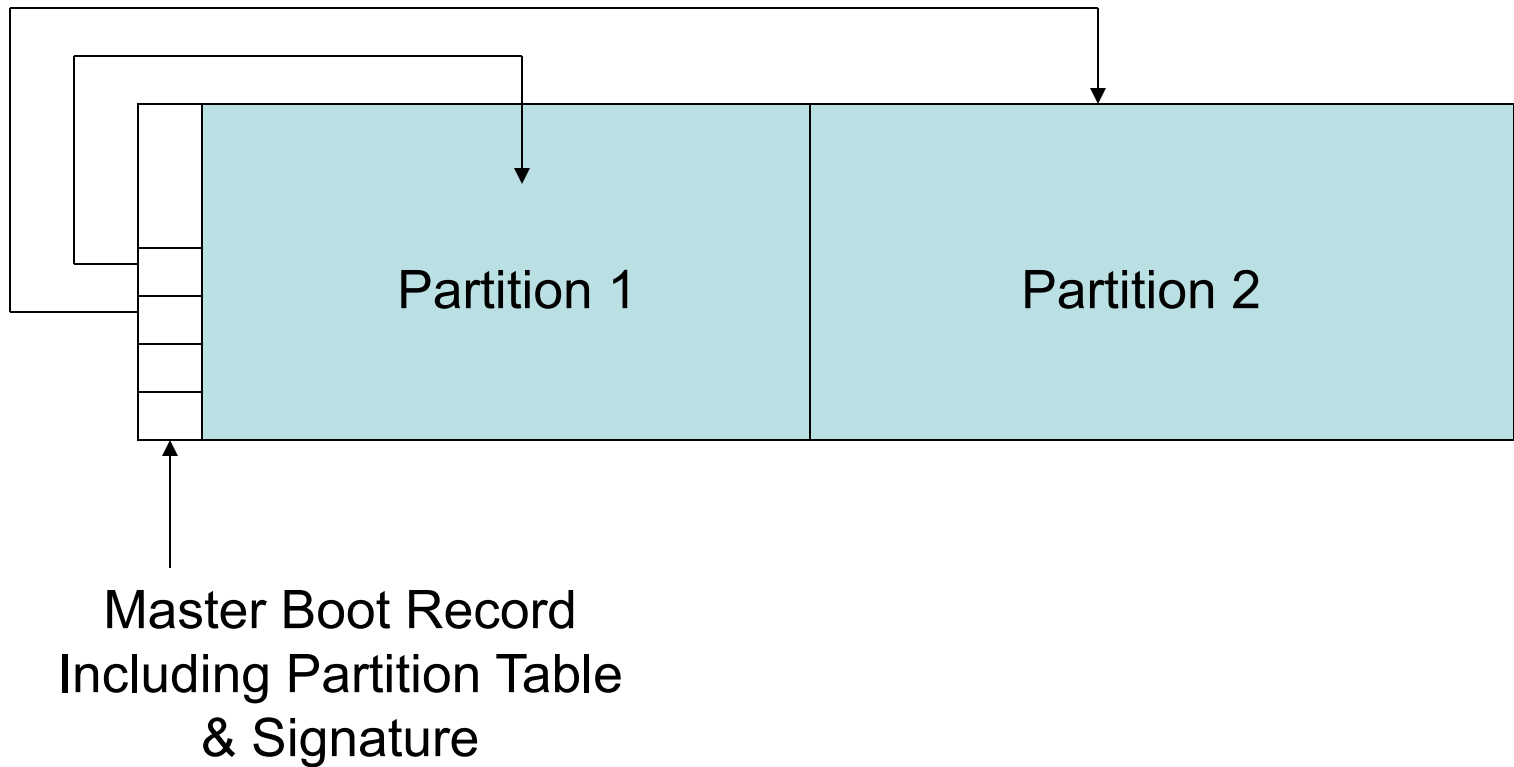 Partition 1
Partition 2
Master Boot Record
Including Partition Table
& Signature